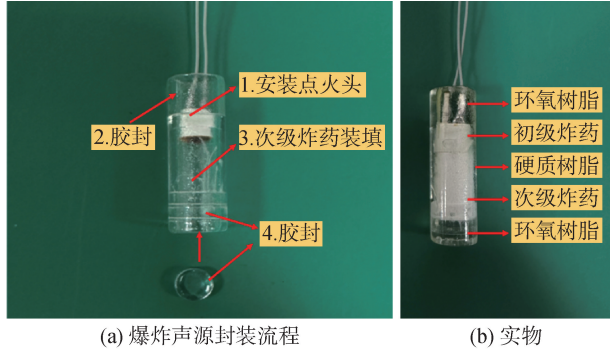 1.安装点火头
2.胶封
3.次级炸药装填
4.胶封
环氧树脂
初级炸药
硬质树脂
次级炸药
环氧树脂
(a) 爆炸声源封装流程
(b) 实物